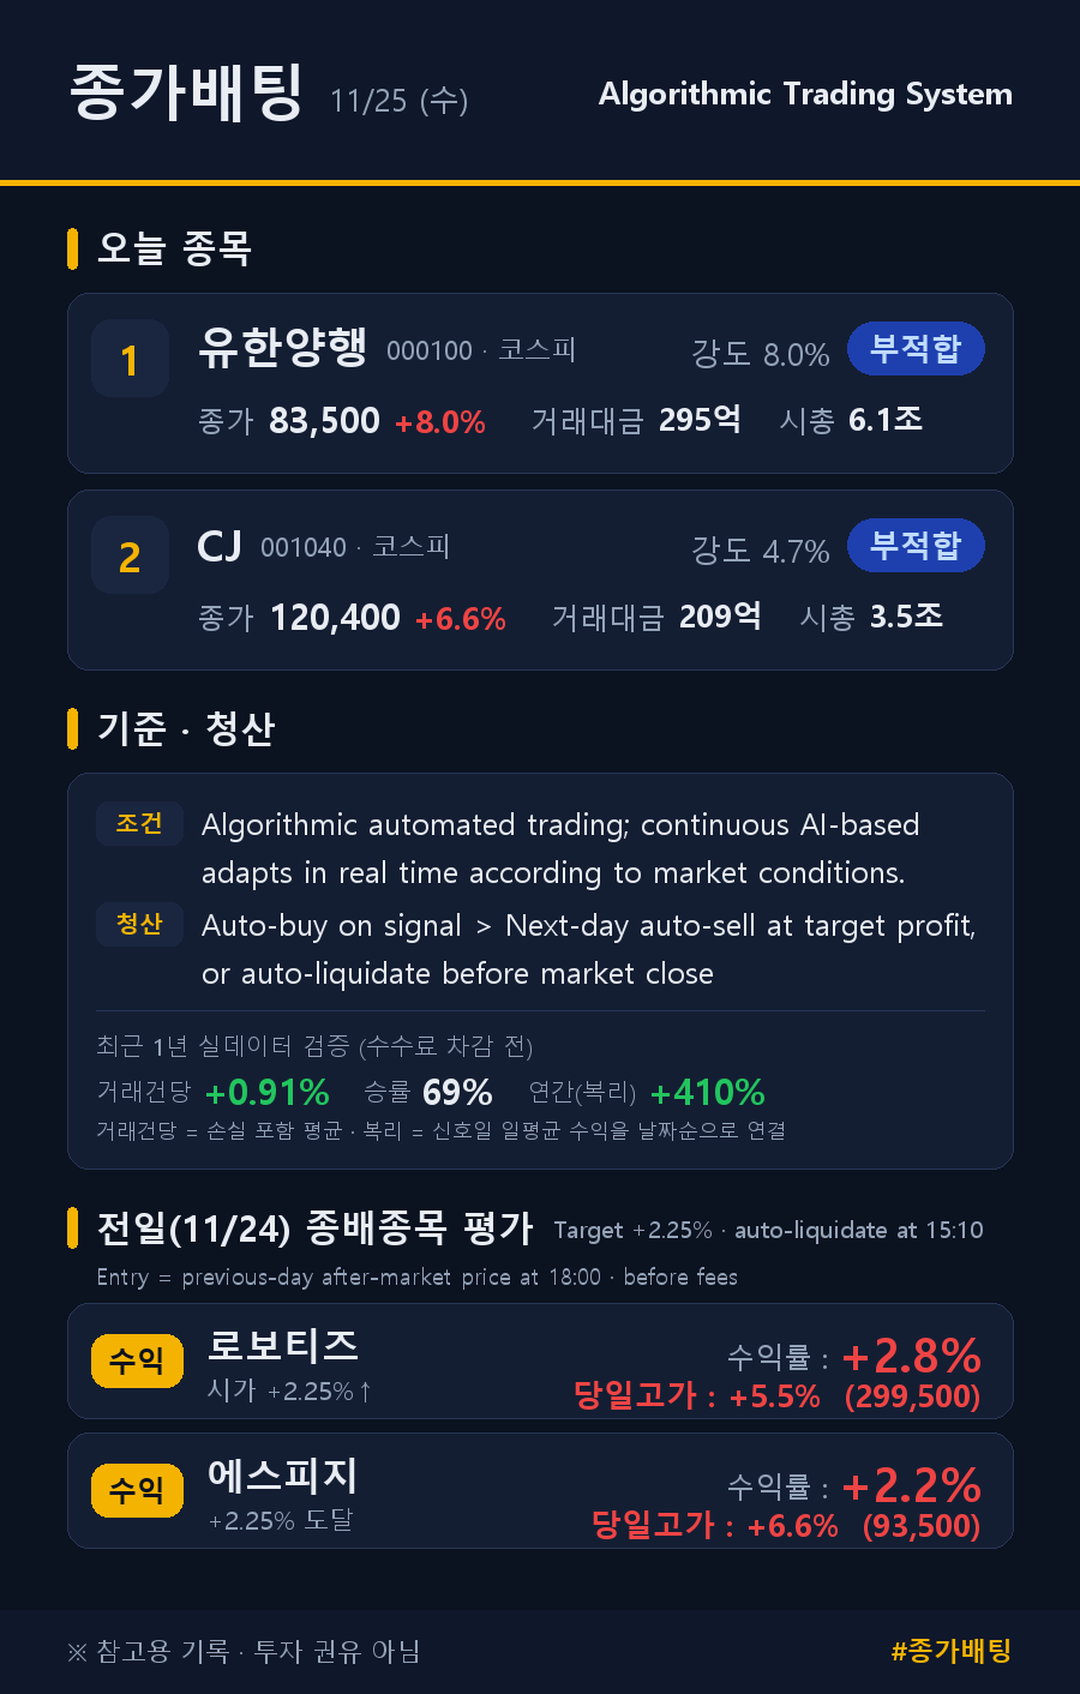 종가배팅 11/25 (수) Algorithmic Trading System
오늘 종목
1 유한양행 000100 · 코스피 강도 8.0% 부적합
종가 83,500 +8.0% 거래대금 295억 시총 6.1조
2 CJ 001040 · 코스피 강도 4.7% 부적합
종가 120,400 +6.6% 거래대금 209억 시총 3.5조
기준 · 청산
조건 Algorithmic automated trading; continuous AI-based
adapts in real time according to market conditions.
청산 Auto-buy on signal > Next-day auto-sell at target profit,
or auto-liquidate before market close
최근 1년 실데이터 검증 (수수료 차감 전)
거래건당 +0.91% 승률 69% 연간(복리) +410%
거래건당 = 손실 포함 평균 · 복리 = 신호일 일평균 수익을 날짜순으로 연결
전일(11/24) 종배종목 평가 Target +2.25% · auto-liquidate at 15:10
Entry = previous-day after-market price at 18:00 · before fees
수익 로보티즈 수익률 : +2.8%
시가 +2.25%↑ 당일고가 : +5.5% (299,500)
수익 에스피지 수익률 : +2.2%
+2.25% 도달 당일고가 : +6.6% (93,500)
※ 참고용 기록 · 투자 권유 아님 #종가배팅